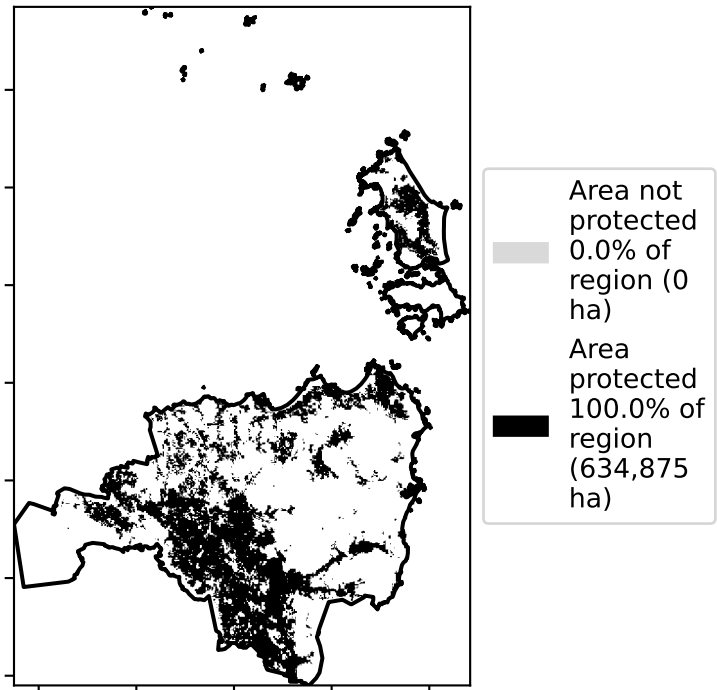 Area not
protected
0.0% of
region (0
ha)
Area
protected
100.0% of
region
(634,875
ha)